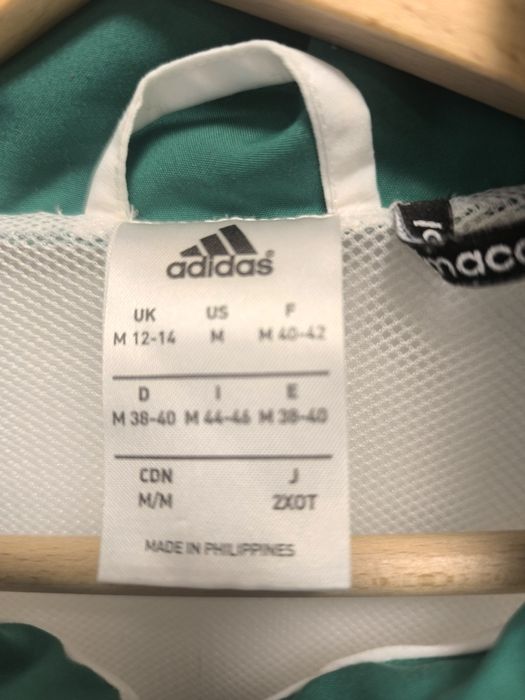 adidas
UK US F
M 12-14 M M 40-42
D I E
M 38-40 M 44-46 M 38-40
CDN J
M/M 2XOT
MADE IN PHILIPPINES